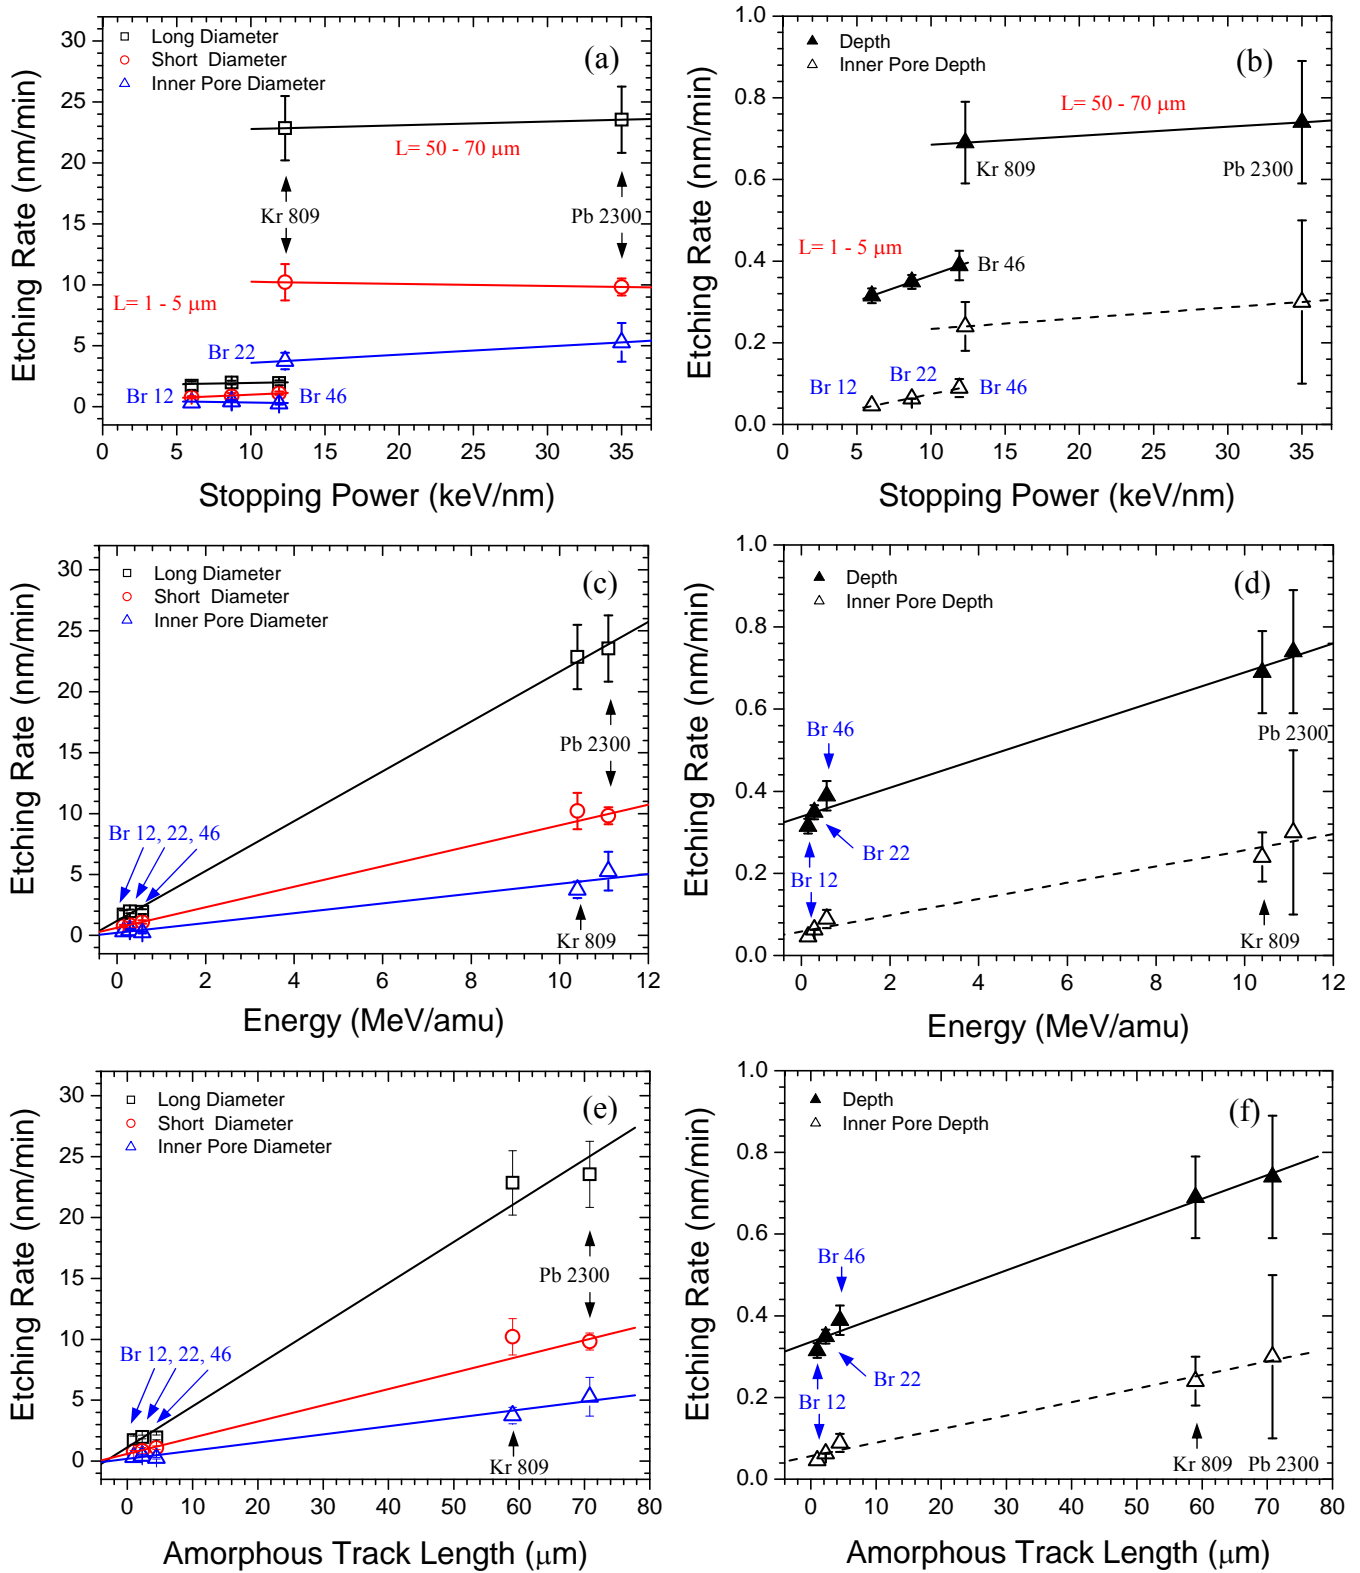 Long Diameter
Short Diameter
Inner Pore Diameter
(a)
L= 50 - 70 μm
Kr 809
Pb 2300
L= 1 - 5 μm
Br 22
Br 12
Br 46
0 5 10 15 20 25 30
0 5 10 15 20 25 30 35
Etching Rate (nm/min)
Stopping Power (keV/nm)
Depth
Inner Pore Depth
(b)
L= 50 - 70 μm
Kr 809
Pb 2300
L= 1 - 5 μm
Br 46
Br 12
Br 22
Br 46
0.0 0.2 0.4 0.6 0.8 1.0
0 5 10 15 20 25 30 35
Etching Rate (nm/min)
Stopping Power (keV/nm)
Long Diameter
Short Diameter
Inner Pore Diameter
(c)
Pb 2300
Br 12, 22, 46
Kr 809
0 5 10 15 20 25 30
0 2 4 6 8 10 12
Etching Rate (nm/min)
Energy (MeV/amu)
Depth
Inner Pore Depth
(d)
Br 46
Pb 2300
Br 22
Br 12
Kr 809
0.0 0.2 0.4 0.6 0.8 1.0
0 2 4 6 8 10 12
Etching Rate (nm/min)
Energy (MeV/amu)
Long Diameter
Short Diameter
Inner Pore Diameter
(e)
Pb 2300
Br 12, 22, 46
Kr 809
0 5 10 15 20 25 30
0 10 20 30 40 50 60 70 80
Etching Rate (nm/min)
Amorphous Track Length (μm)
Depth
Inner Pore Depth
(f)
Br 46
Br 22
Br 12
Kr 809
Pb 2300
0.0 0.2 0.4 0.6 0.8 1.0
0 10 20 30 40 50 60 70 80
Etching Rate (nm/min)
Amorphous Track Length (μm)